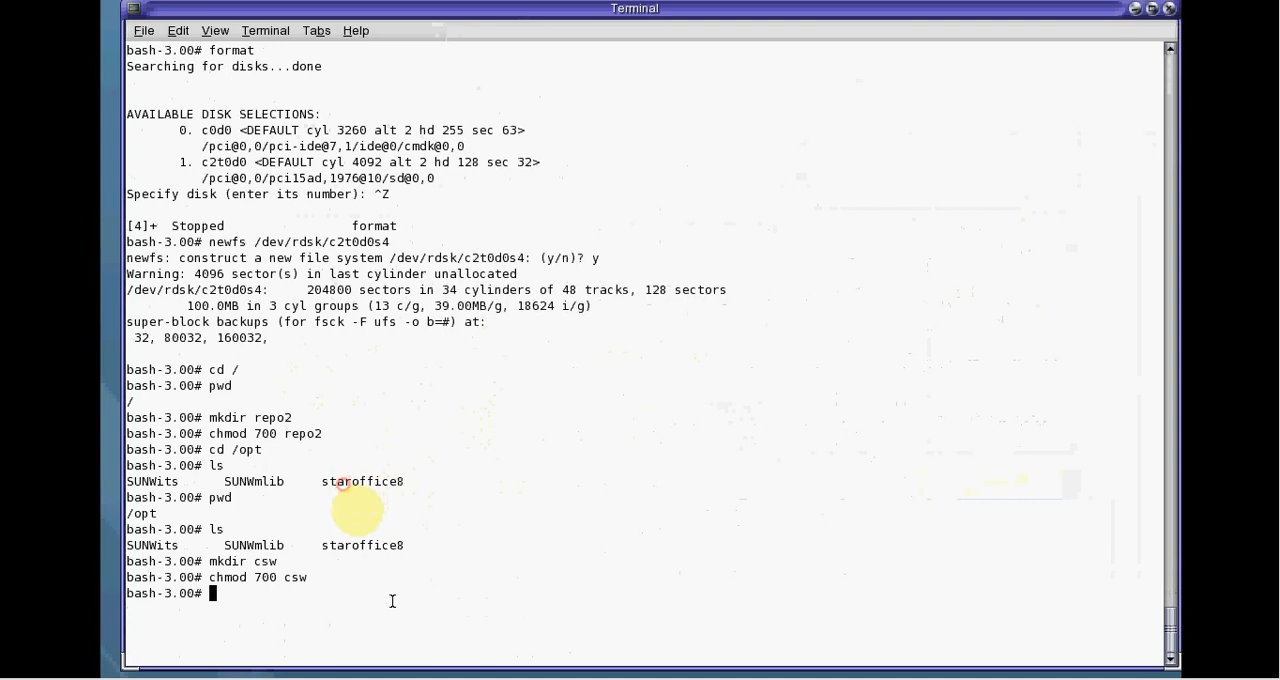 Terminal
File Edit View Terminal Tabs Help
bash-3.00# format
Searching for disks...done
AVAILABLE DISK SELECTIONS:
0. c0d0 <DEFAULT cyl 3260 alt 2 hd 255 sec 63>
/pci@0,0/pci-ide@7,1/ide@0/cmdk@0,0
1. c2t0d0 <DEFAULT cyl 4092 alt 2 hd 128 sec 32>
/pci@0,0/pci15ad,1976@10/sd@0,0
Specify disk (enter its number): ^Z
[4]+  Stopped                 format
bash-3.00# newfs /dev/rdsk/c2t0d0s4
newfs: construct a new file system /dev/rdsk/c2t0d0s4: (y/n)? y
Warning: 4096 sector(s) in last cylinder unallocated
/dev/rdsk/c2t0d0s4:     204800 sectors in 34 cylinders of 48 tracks, 128 sectors
100.0MB in 3 cyl groups (13 c/g, 39.00MB/g, 18624 i/g)
super-block backups (for fsck -F ufs -o b=#) at:
32, 80032, 160032,
bash-3.00# cd /
bash-3.00# pwd
/
bash-3.00# mkdir repo2
bash-3.00# chmod 700 repo2
bash-3.00# cd /opt
bash-3.00# ls
SUNWits      SUNWmlib     staroffice8
bash-3.00# pwd
/opt
bash-3.00# ls
SUNWits      SUNWmlib     staroffice8
bash-3.00# mkdir csw
bash-3.00# chmod 700 csw
bash-3.00#